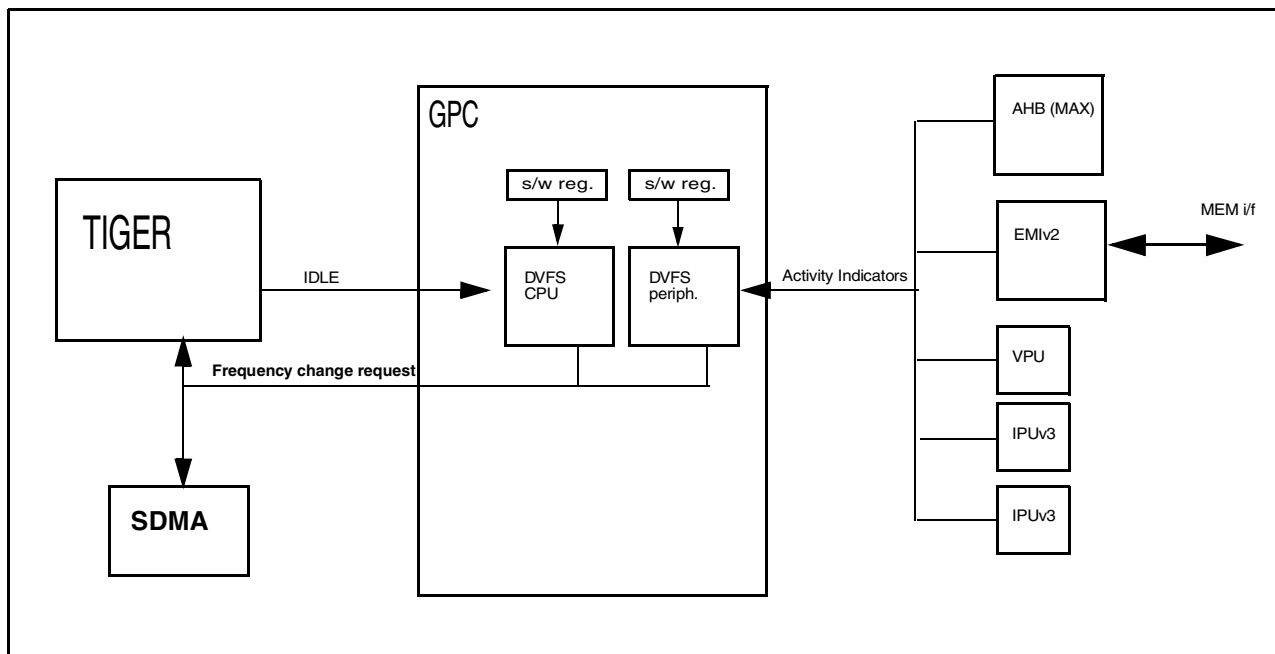 GPC
AHB (MAX)
s/w reg.
s/w reg.
TIGER
MEM i/f
EMIv2
IDLE
DVFS
CPU
DVFS
periph.
Activity Indicators
Frequency change request
VPU
IPUv3
SDMA
IPUv3